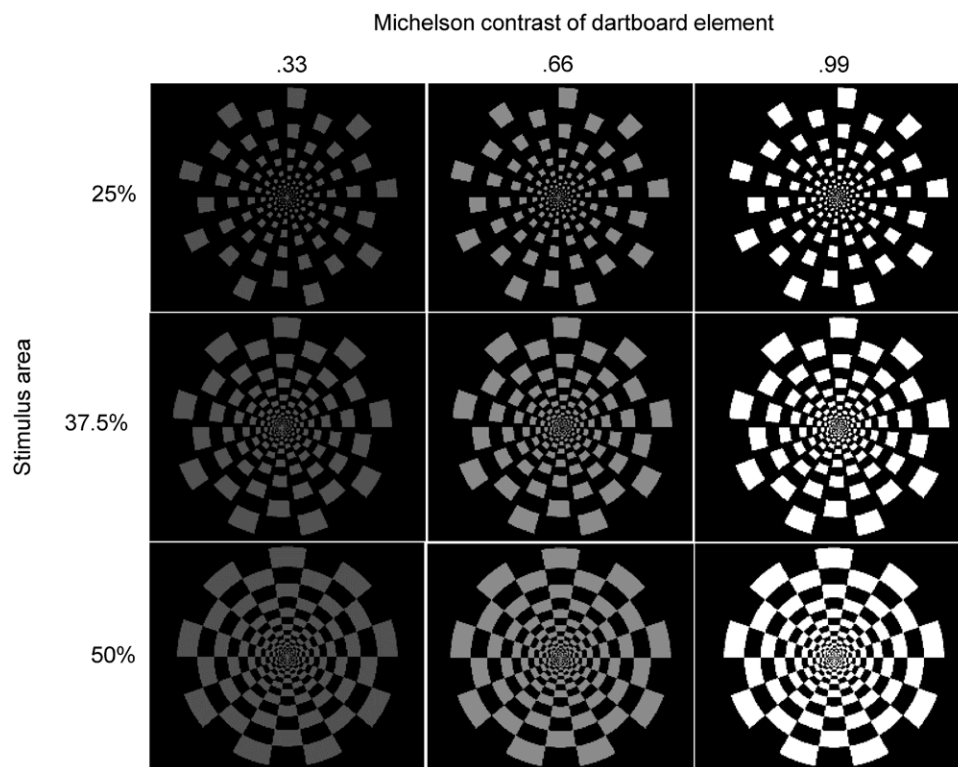 Michelson contrast of dartboard element
.33 .66 .99
25%
Stimulus area
37.5%
50%